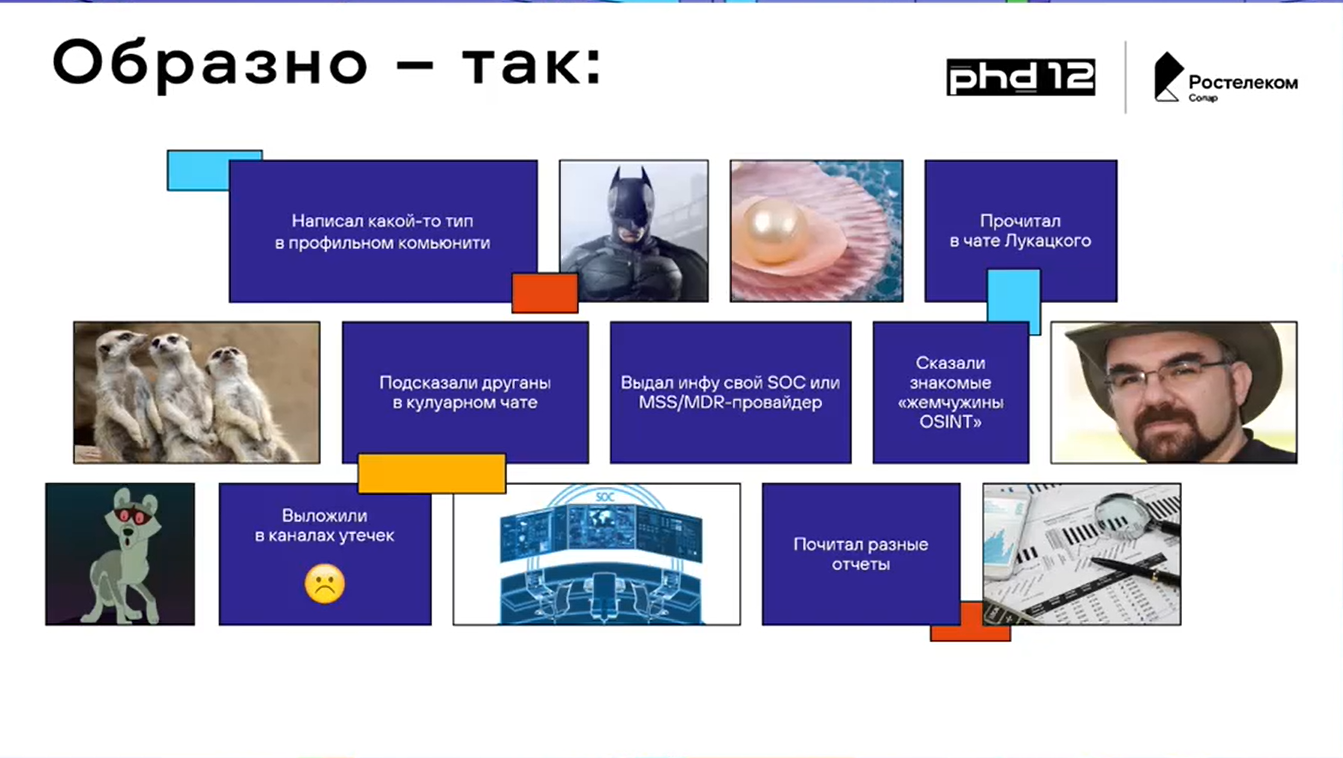 Образно – так:
phd 12
Ростелеком
Солар
Написал какой-то тип
в профильном комьюнити
Прочитал
в чате Лукацкого
Подсказали друганы
в кулуарном чате
Выдал инфу свой SOC или
MSS/MDR-провайдер
Сказали
знакомые
«жемчужины
OSINT»
Выложили
в каналах утечек
SOC
Почитал разные
отчеты